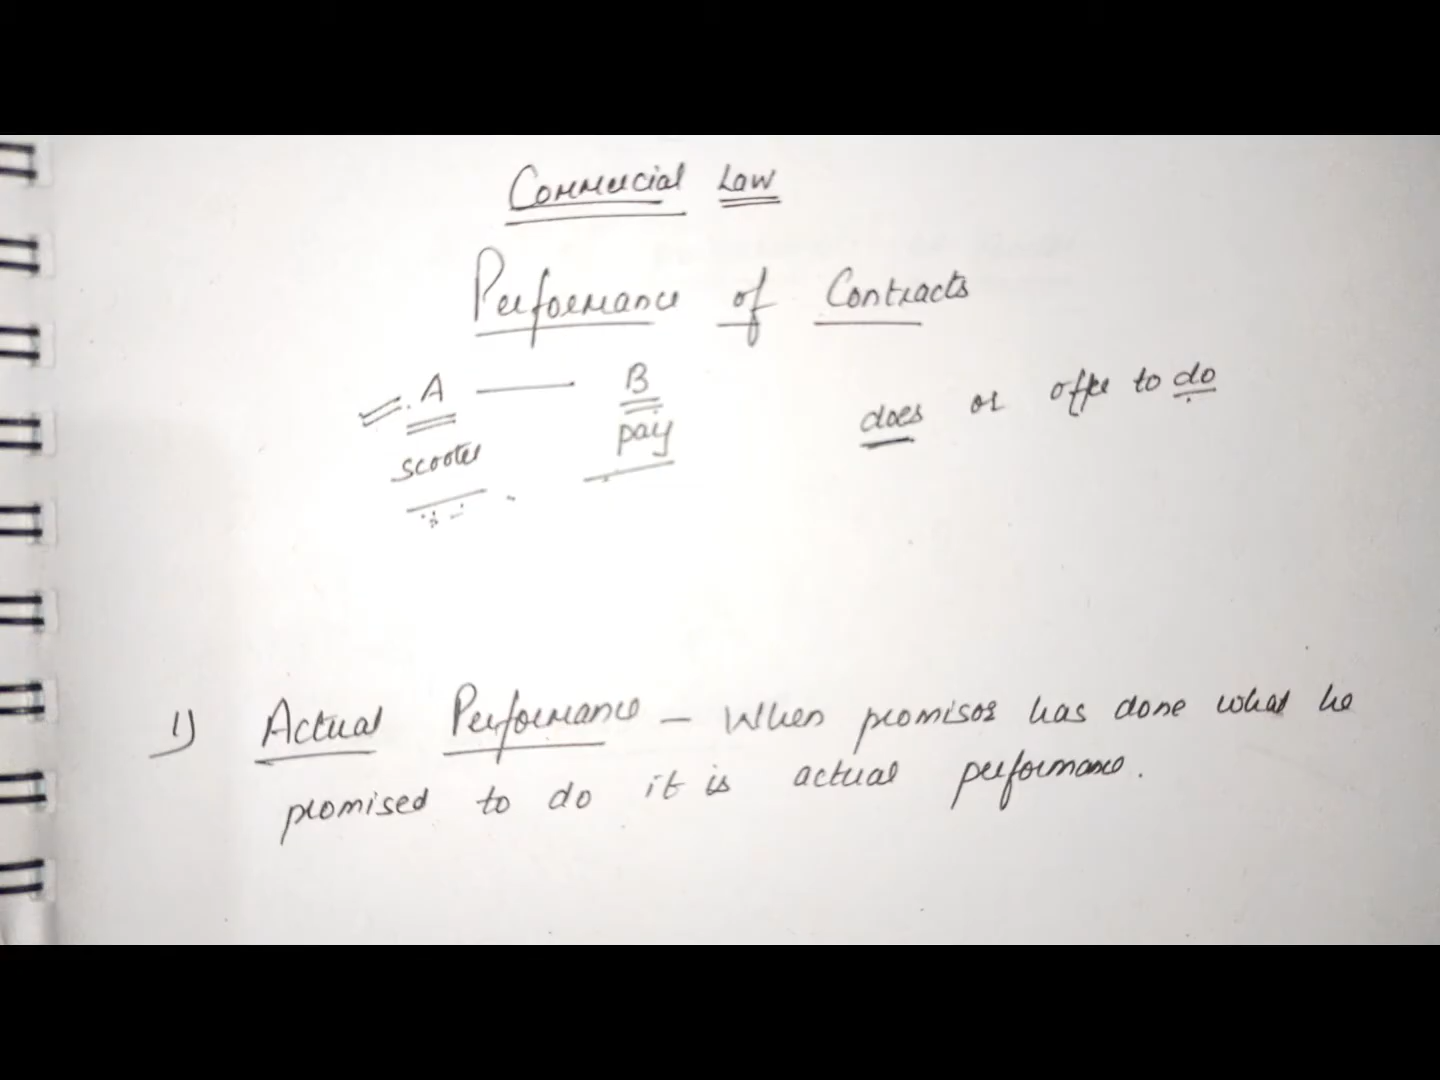 Commercial Law
Performance of Contracts
A — B does or offer to do
scooter pay
1) Actual Performance – When promisor has done what he
promised to do it is actual performance.